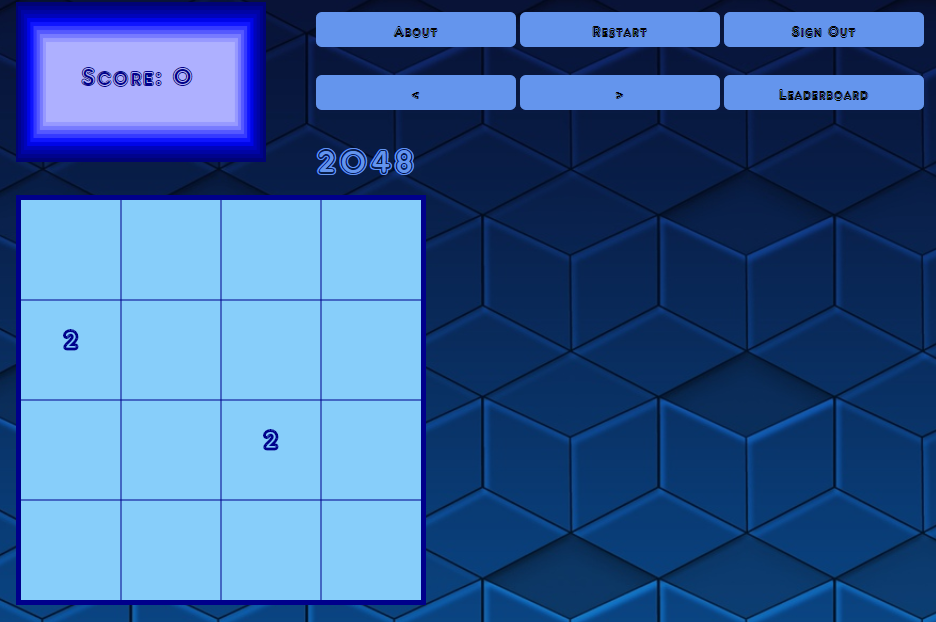 Score: 0
About
Restart
Sign Out
<
>
Leaderboard
2048
2
2